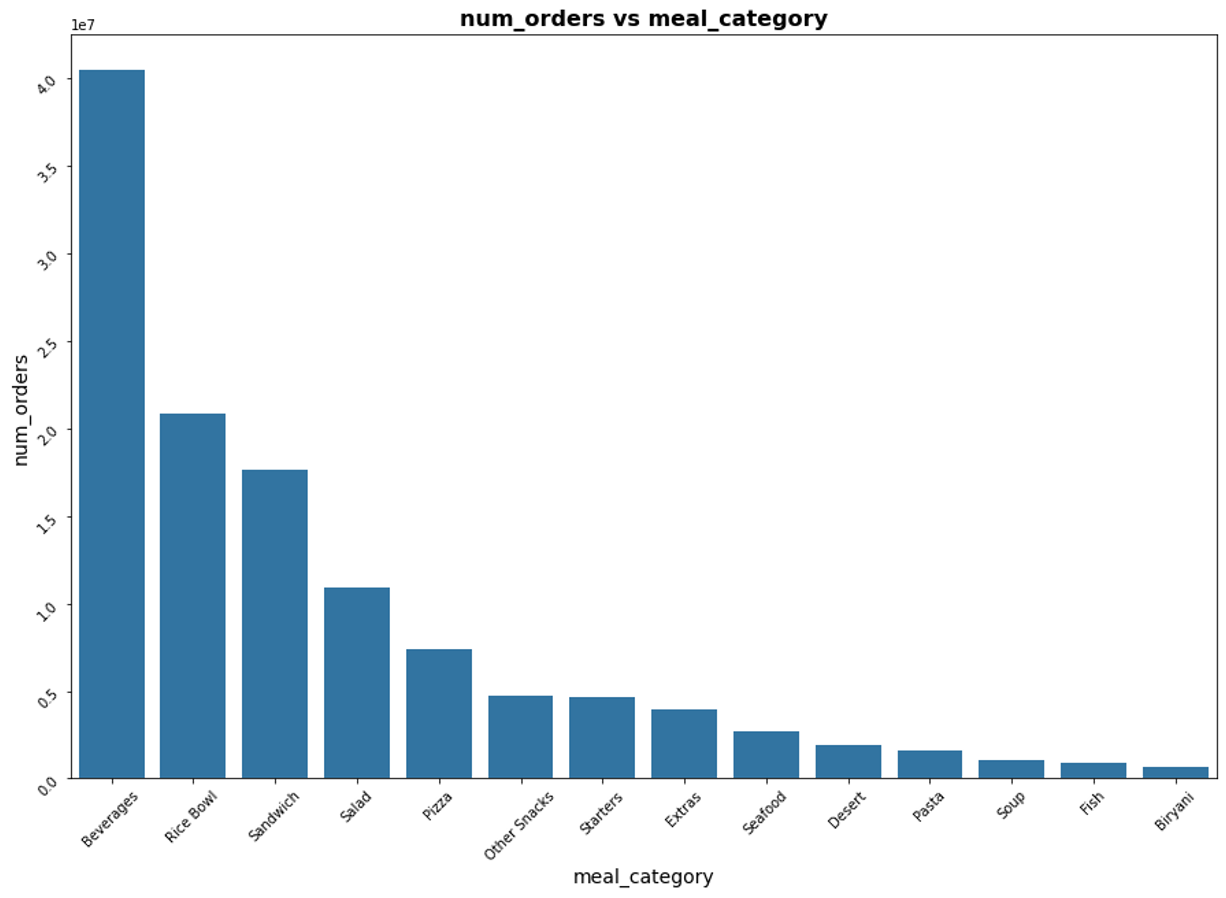 num_orders vs meal_category
1e7
4.0
3.5
3.0
2.5
2.0
1.5
1.0
0.5
0.0
num_orders
Beverages
Rice Bowl
Sandwich
Salad
Pizza
Other Snacks
Starters
Extras
Seafood
Desert
Pasta
Soup
Fish
Biryani
meal_category